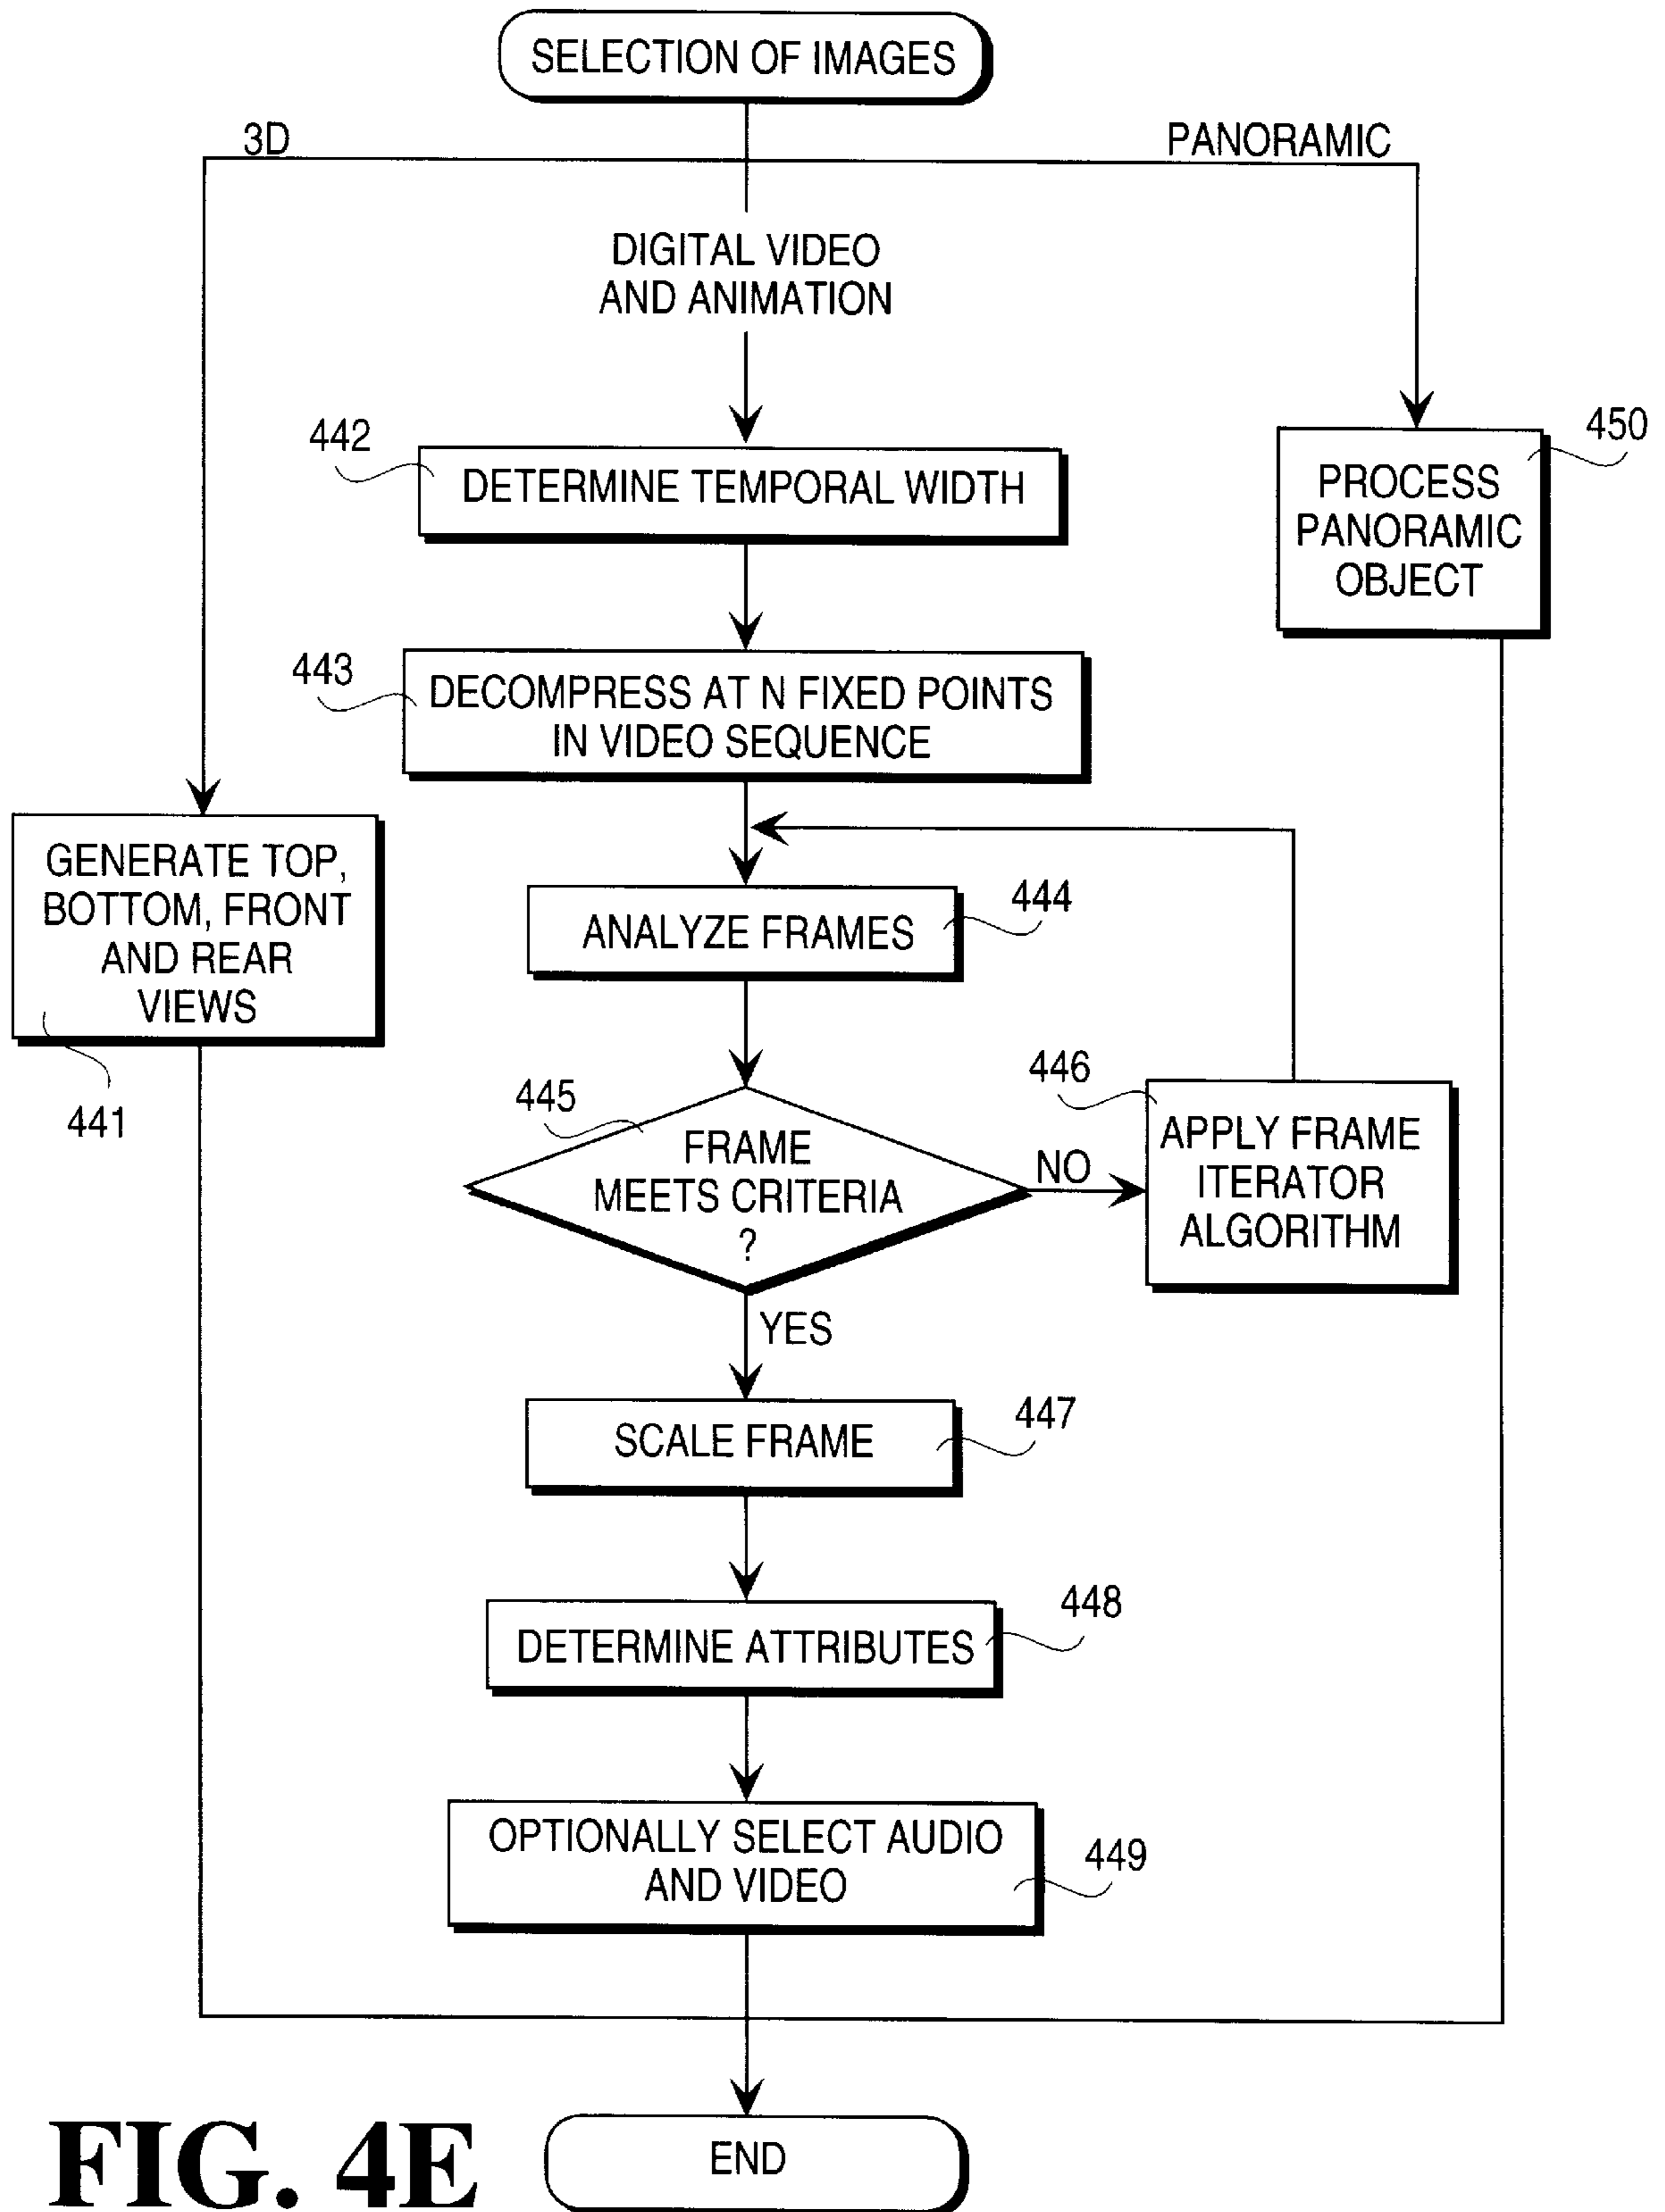 SELECTION OF IMAGES
3D
PANORAMIC
DIGITAL VIDEO
AND ANIMATION
442
DETERMINE TEMPORAL WIDTH
450
PROCESS
PANORAMIC
OBJECT
443
DECOMPRESS AT N FIXED POINTS
IN VIDEO SEQUENCE
GENERATE TOP,
BOTTOM, FRONT
AND REAR
VIEWS
441
444
ANALYZE FRAMES
445
FRAME
MEETS CRITERIA
?
NO
446
APPLY FRAME
ITERATOR
ALGORITHM
YES
447
SCALE FRAME
448
DETERMINE ATTRIBUTES
OPTIONALLY SELECT AUDIO
AND VIDEO
449
END
FIG. 4E